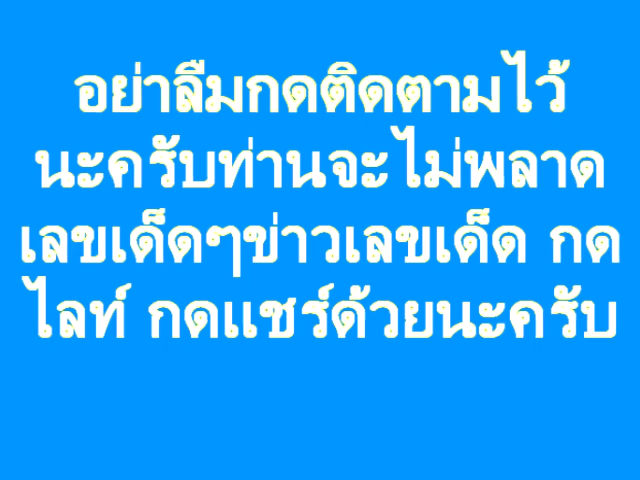 อย่าลืมกดติดตามไว้
นะครับท่านจะไม่พลาด
เลขเด็ดๆข่าวเลขเด็ด กด
ไลท์ กดแชร์ด้วยนะครับ